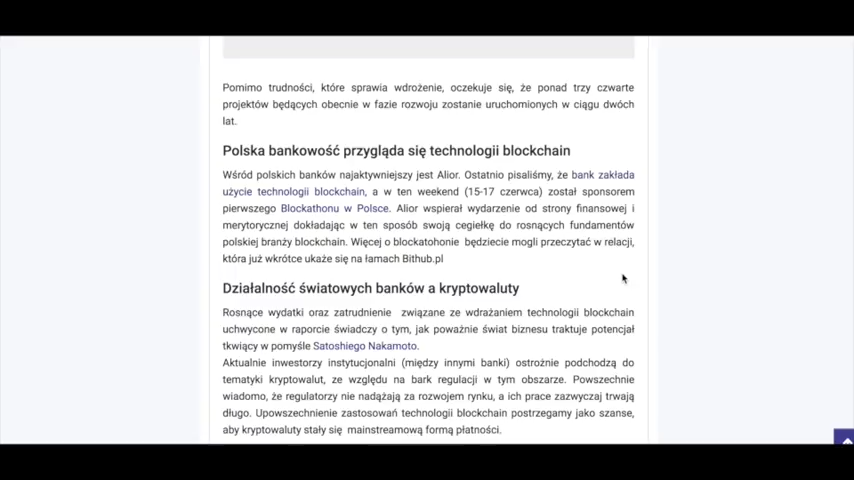 Pomimo trudności, które sprawia wdrożenie, oczekuje się, że ponad trzy czwarte
projektów będących obecnie w fazie rozwoju zostanie uruchomionych w ciągu dwóch
lat.
Polska bankowość przygląda się technologii blockchain
Wśród polskich banków najaktywniejszy jest Alior. Ostatnio pisaliśmy, że bank zakłada
użycie technologii blockchain, a w ten weekend (15-17 czerwca) został sponsorem
pierwszego Blockathonu w Polsce. Alior wspierał wydarzenie od strony finansowej i
merytorycznej dokładając w ten sposób swoją cegiełkę do rosnących fundamentów
polskiej branży blockchain. Więcej o blockatohonie będziecie mogli przeczytać w relacji,
która już wkrótce ukaże się na łamach Bithub.pl
Działalność światowych banków a kryptowaluty
Rosnące wydatki oraz zatrudnienie związane ze wdrażaniem technologii blockchain
uchwycone w raporcie świadczy o tym, jak poważnie świat biznesu traktuje potencjał
tkwiący w pomyśle Satoshiego Nakamoto.
Aktualnie inwestorzy instytucjonalni (między innymi banki) ostrożnie podchodzą do
tematyki kryptowalut, ze względu na bark regulacji w tym obszarze. Powszechnie
wiadomo, że regulatorzy nie nadążają za rozwojem rynku, a ich prace zazwyczaj trwają
długo. Upowszechnienie zastosowań technologii blockchain postrzegamy jako szanse,
aby kryptowaluty stały się mainstreamową formą płatności.